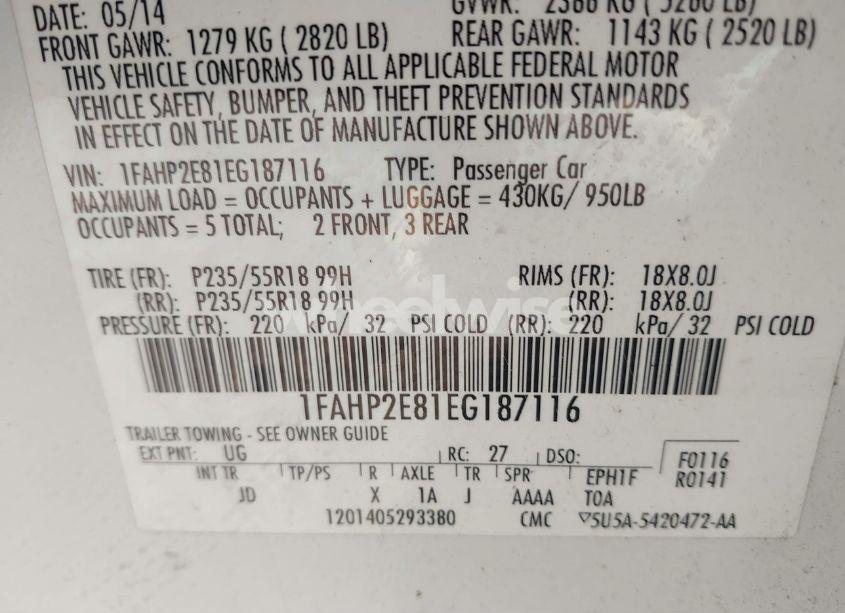 DATE: 05/14 GVWR: 2386 KG ( 5260 LB)
FRONT GAWR: 1279 KG ( 2820 LB) REAR GAWR: 1143 KG ( 2520 LB)
THIS VEHICLE CONFORMS TO ALL APPLICABLE FEDERAL MOTOR
VEHICLE SAFETY, BUMPER, AND THEFT PREVENTION STANDARDS
IN EFFECT ON THE DATE OF MANUFACTURE SHOWN ABOVE.
VIN: 1FAHP2E81EG187116 TYPE: Passenger Car
MAXIMUM LOAD = OCCUPANTS + LUGGAGE = 430KG/ 950LB
OCCUPANTS = 5 TOTAL; 2 FRONT, 3 REAR
TIRE (FR): P235/55R18 99H RIMS (FR): 18X8.0J
(RR): P235/55R18 99H (RR): 18X8.0J
PRESSURE (FR): 220 kPa/ 32 PSI COLD (RR): 220 kPa/ 32 PSI COLD
1FAHP2E81EG187116
TRAILER TOWING - SEE OWNER GUIDE
EXT PNT: UG RC: 27 DSO: F0116
INT TR TP/PS R AXLE TR SPR EPH1F R0141
JD X 1A J AAAA TOA
1201405293380 CMC ▽5U5A-5420472-AA